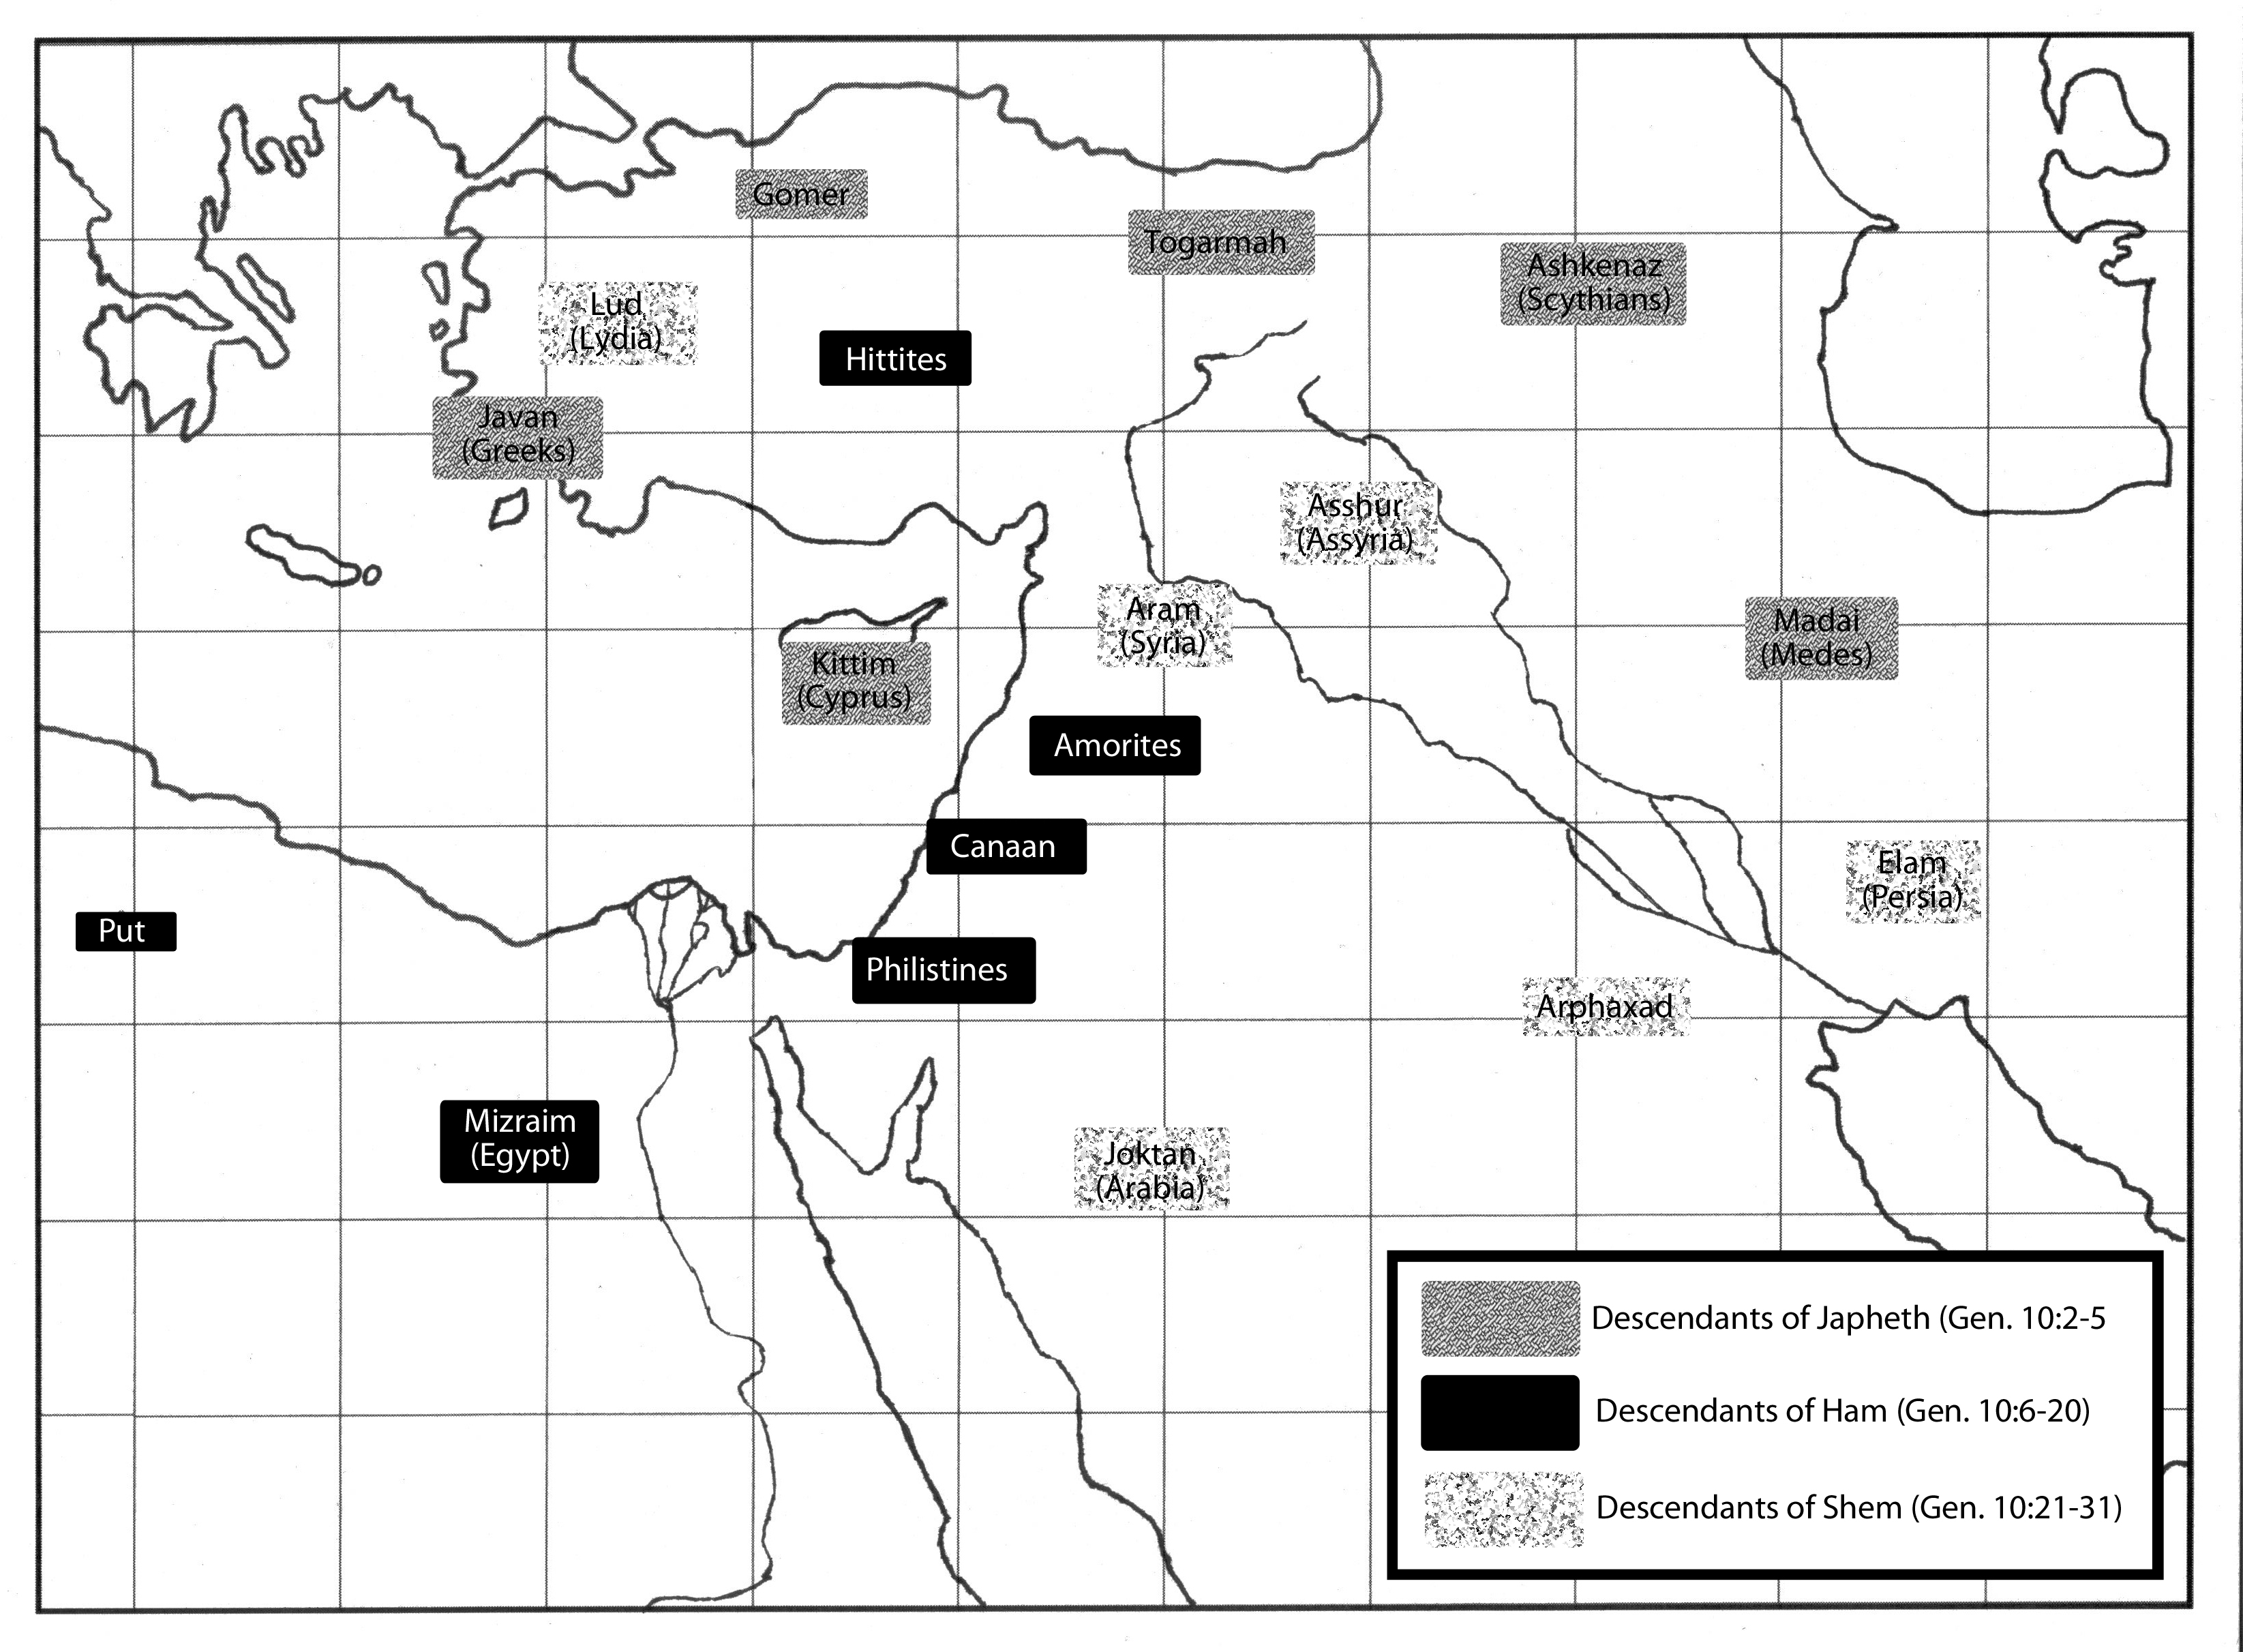 Gomer
Togarmah
Ashkenaz
(Scythians)
Lud
(Lydia)
Hittites
Javan
(Greeks)
Asshur
(Assyria)
Aram
(Syria)
Madai
(Medes)
Kittim
(Cyprus)
Amorites
Canaan
Elam
(Persia)
Put
Philistines
Arphaxad
Mizraim
(Egypt)
Joktan
(Arabia)
Descendants of Japheth (Gen. 10:2-5
Descendants of Ham (Gen. 10:6-20)
Descendants of Shem (Gen. 10:21-31)